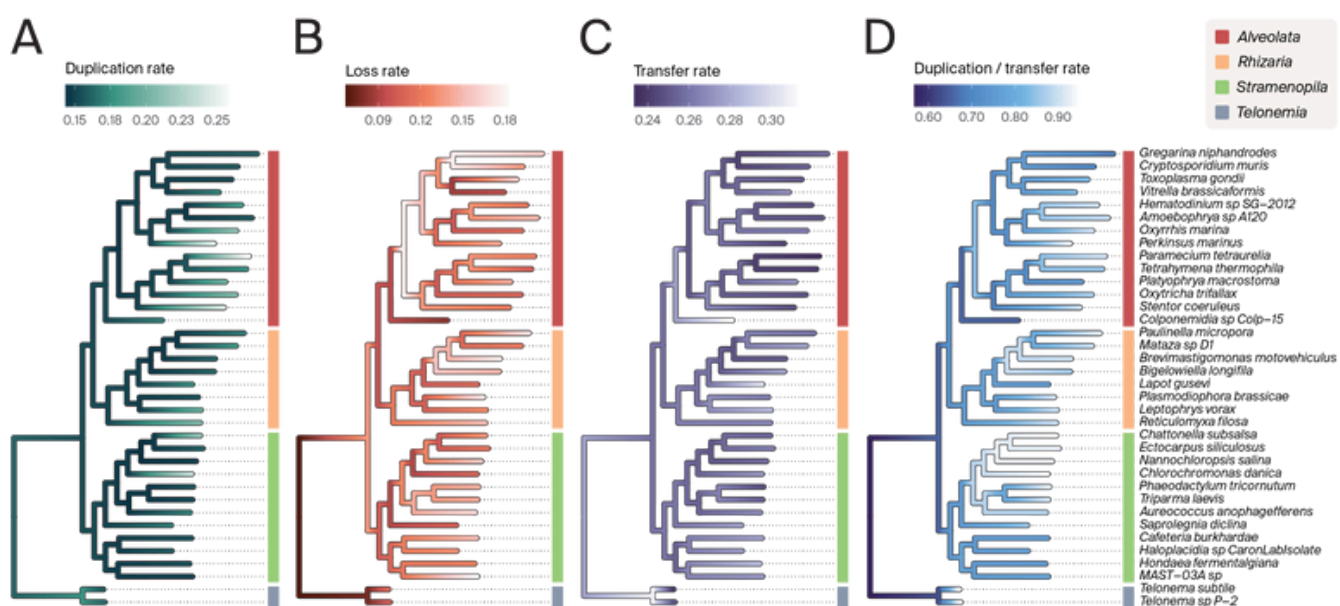 A
B
C
D
Duplication rate
0.15 0.18 0.20 0.23 0.25
Loss rate
0.09 0.12 0.15 0.18
Transfer rate
0.24 0.26 0.28 0.30
Duplication / transfer rate
0.60 0.70 0.80 0.90
Alveolata
Rhizaria
Stramenopila
Telonemia
Gregarina niphandrodes
Cryptosporidium muris
Toxoplasma gondii
Vitrella brassicaformis
Hematodinium sp SG-2012
Amoebophrya sp A120
Oxyrrhis marina
Perkinsus marinus
Paramecium tetraurelia
Tetrahymena thermophila
Platyophrya macrostoma
Oxytricha trifallax
Stentor coeruleus
Colponemidia sp Colp-15
Paulinella micropora
Mataza sp D1
Brevimastigomonas motovehiculus
Bigelowiella longifila
Lapot gusevi
Plasmodiophora brassicae
Leptophrys vorax
Reticulomyxa filosa
Chattonella subsalsa
Ectocarpus siliculosus
Nannochloropsis salina
Chlorochromonas danica
Phaeodactylum tricornutum
Triparma laevis
Aureococcus anophagefferens
Saprolegnia diclina
Cafeteria burkhardae
Haloplacidia sp CaronLabIsolate
Hondaea fermentalgiana
MAST-03A sp
Telonema subtile
Telonema sp P-2